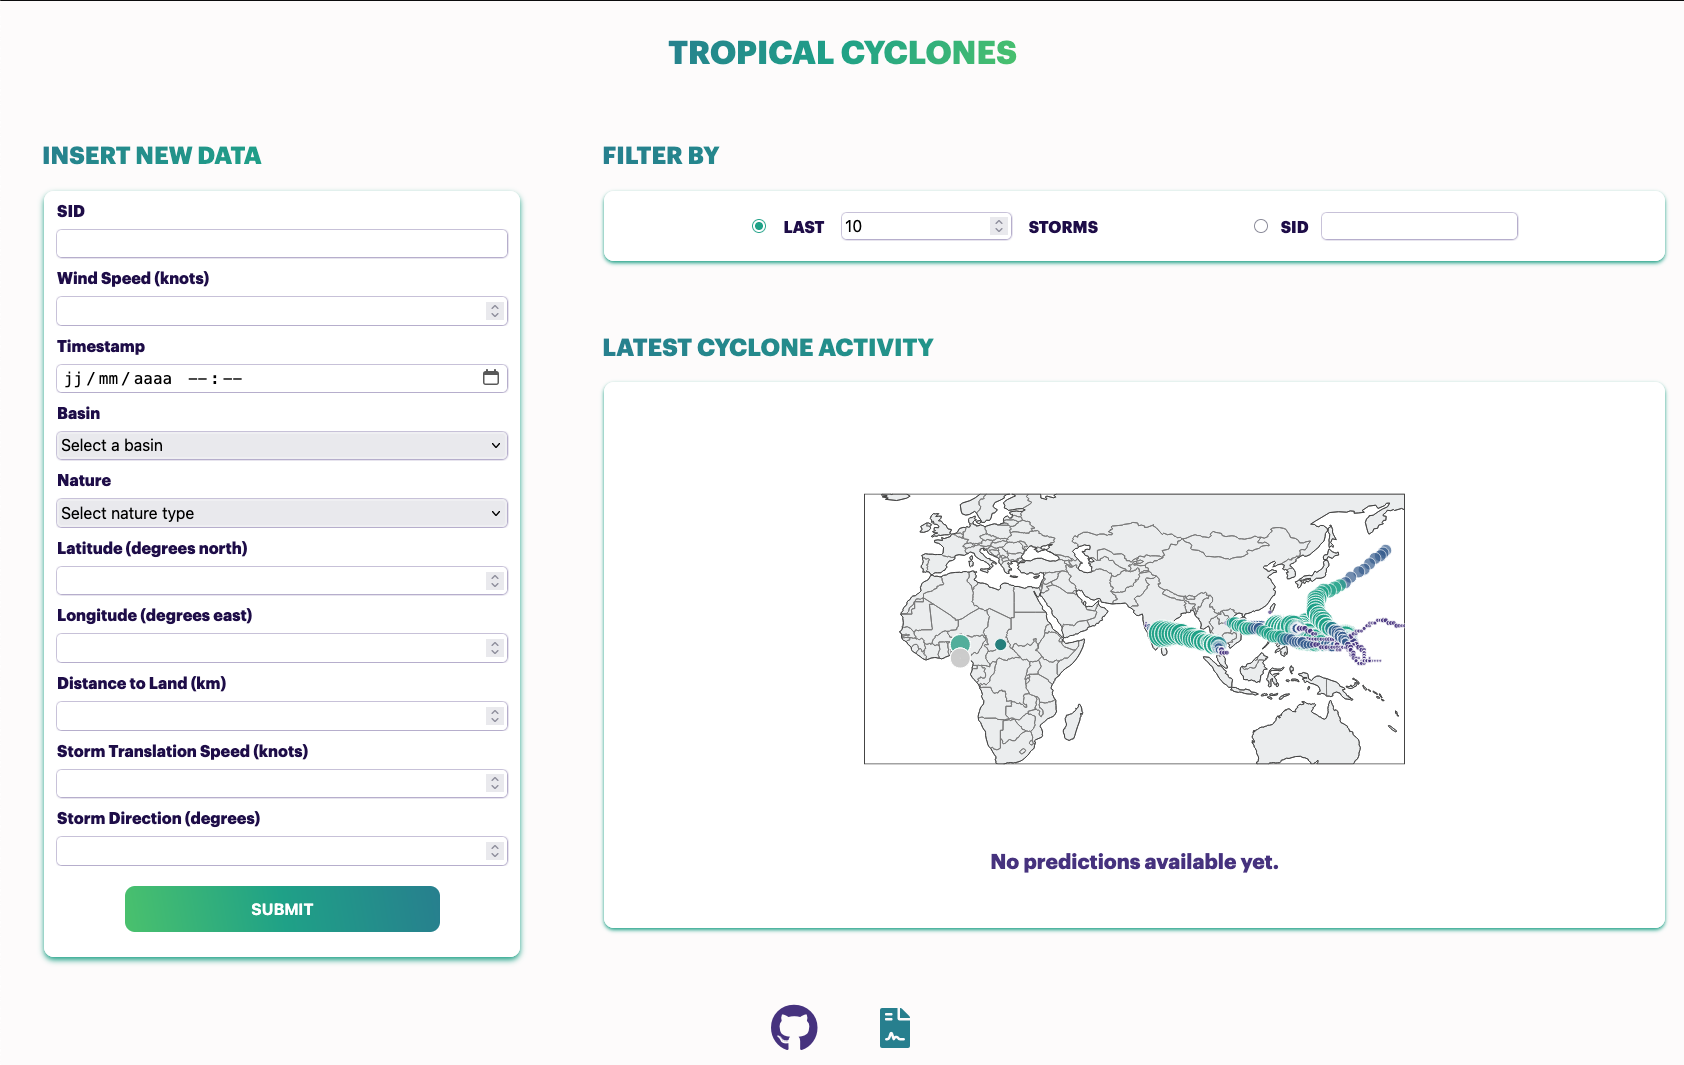 TROPICAL CYCLONES
INSERT NEW DATA
SID
Wind Speed (knots)
Timestamp
jj/mm/aaaa --:--
Basin
Select a basin
Nature
Select nature type
Latitude (degrees north)
Longitude (degrees east)
Distance to Land (km)
Storm Translation Speed (knots)
Storm Direction (degrees)
SUBMIT
FILTER BY
LAST 10 STORMS SID
LATEST CYCLONE ACTIVITY
No predictions available yet.